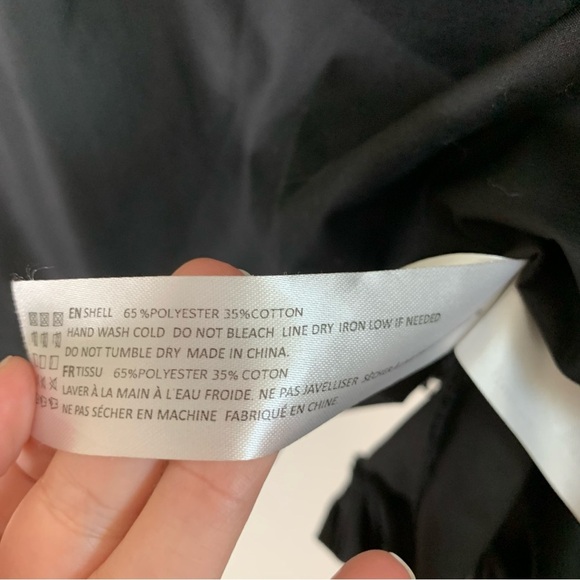 EN SHELL 65 %POLYESTER 35%COTTON
HAND WASH COLD DO NOT BLEACH LINE DRY IRON LOW IF NEEDED
DO NOT TUMBLE DRY MADE IN CHINA.
FR TISSU 65%POLYESTER 35% COTON
LAVER À LA MAIN À L'EAU FROIDE. NE PAS JAVELLISER SÉCHER À
NE PAS SÉCHER EN MACHINE FABRIQUÉ EN CHINE